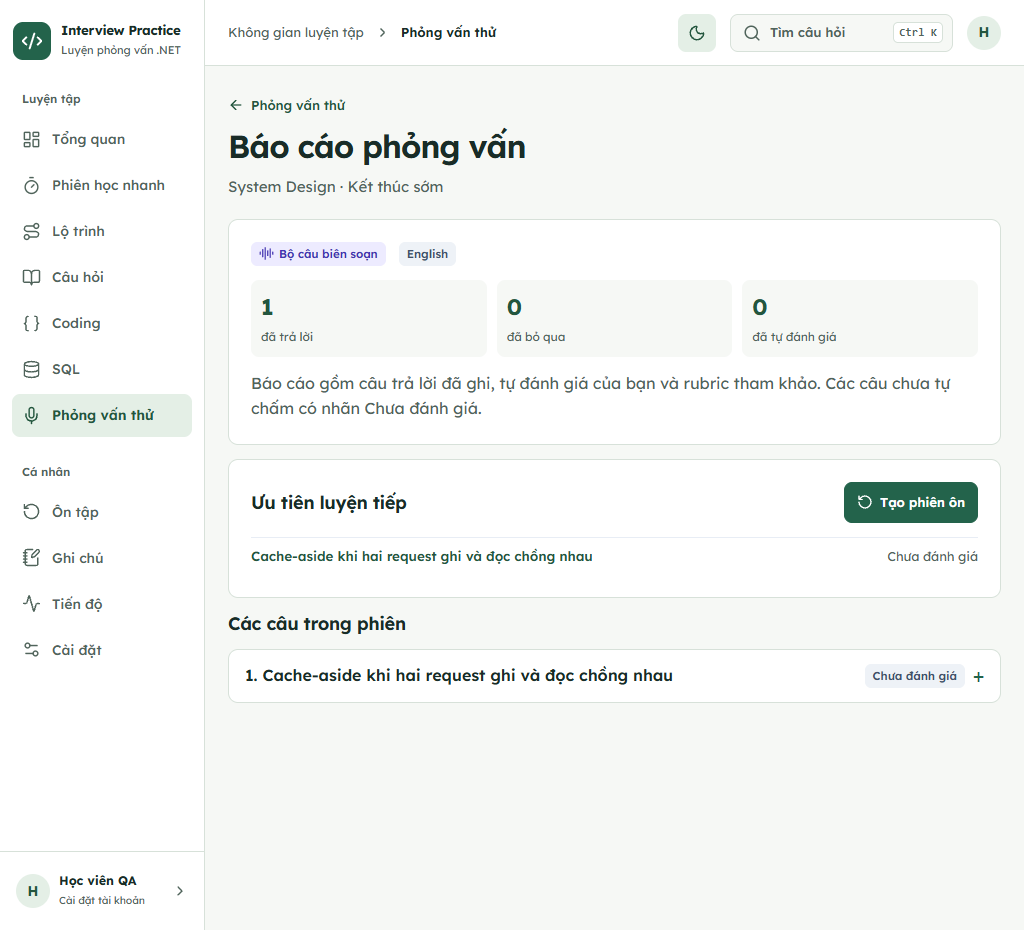 Interview Practice
Luyện phỏng vấn .NET
Luyện tập
Tổng quan
Phiên học nhanh
Lộ trình
Câu hỏi
Coding
SQL
Phỏng vấn thử
Cá nhân
Ôn tập
Ghi chú
Tiến độ
Cài đặt
H
Học viên QA
Cài đặt tài khoản
Không gian luyện tập
Phỏng vấn thử
Tìm câu hỏi
Ctrl K
H
Phỏng vấn thử
Báo cáo phỏng vấn
System Design · Kết thúc sớm
Bộ câu biên soạn
English
1
đã trả lời
0
đã bỏ qua
0
đã tự đánh giá
Báo cáo gồm câu trả lời đã ghi, tự đánh giá của bạn và rubric tham khảo. Các câu chưa tự
chấm có nhãn Chưa đánh giá.
Ưu tiên luyện tiếp
Tạo phiên ôn
Cache-aside khi hai request ghi và đọc chồng nhau
Chưa đánh giá
Các câu trong phiên
1. Cache-aside khi hai request ghi và đọc chồng nhau
Chưa đánh giá
+